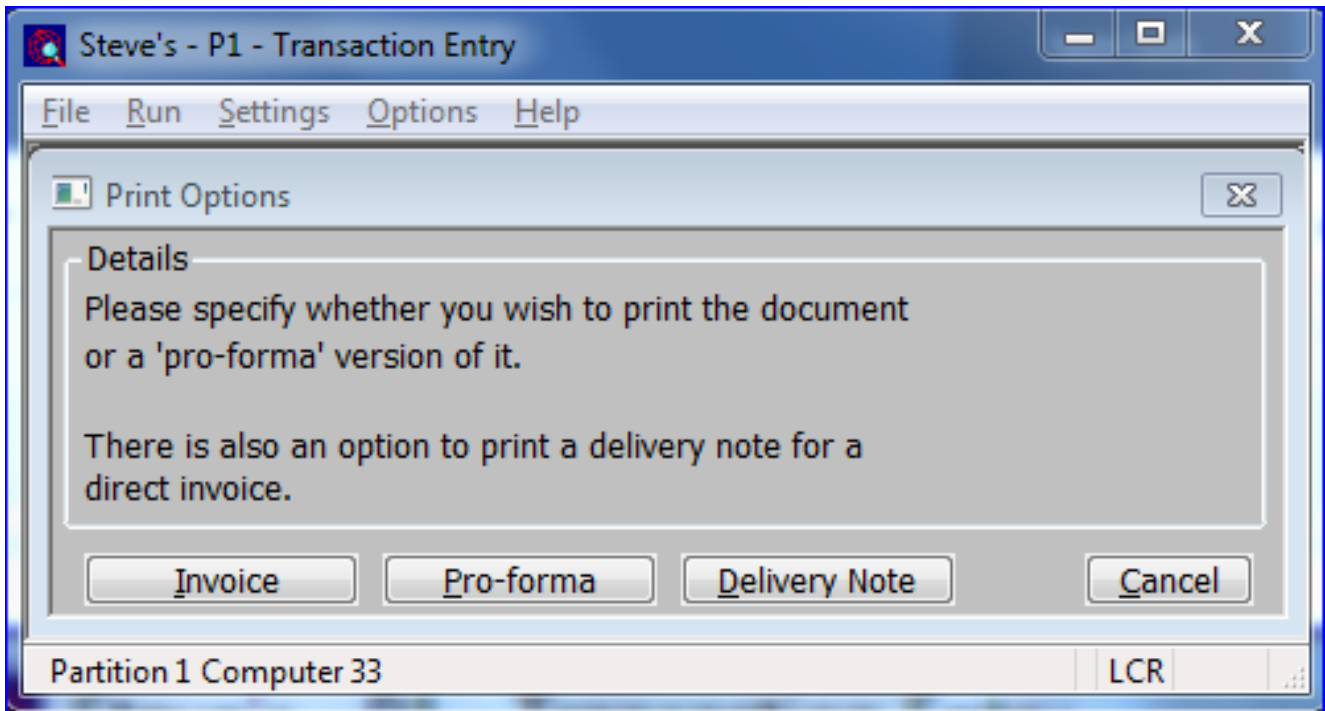 Steve's - P1 - Transaction Entry
File Run Settings Options Help
Print Options
Details
Please specify whether you wish to print the document
or a 'pro-forma' version of it.
There is also an option to print a delivery note for a
direct invoice.
Invoice Pro-forma Delivery Note Cancel
Partition 1 Computer 33 LCR